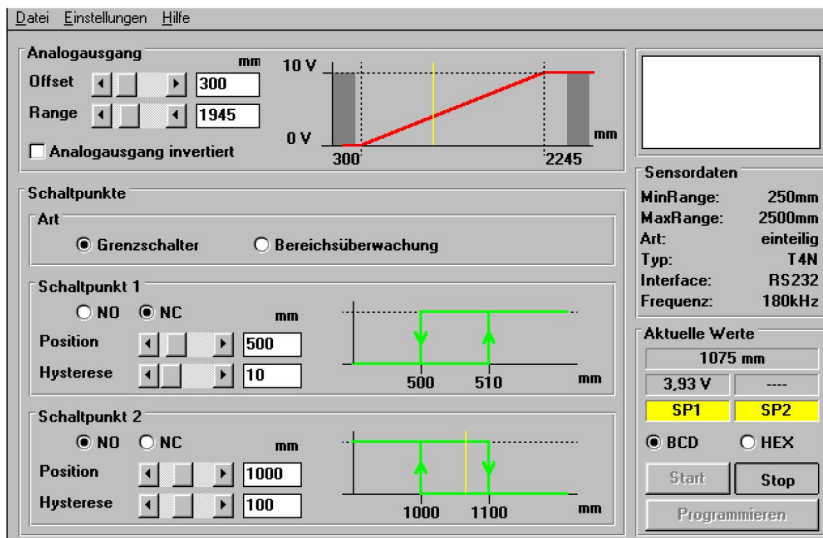 Datei Einstellungen Hilfe
Analogausgang
mm
Offset 300
Range 1945
Analogausgang invertiert
10 V
0 V
mm
300 2245
Schaltpunkte
Art
Grenzschalter Bereichsüberwachung
Schaltpunkt 1
NO NC mm
Position 500
Hysterese 10
500 510 mm
Schaltpunkt 2
NO NC mm
Position 1000
Hysterese 100
1000 1100 mm
Sensordaten
MinRange: 250mm
MaxRange: 2500mm
Art: einteilig
Typ: T4N
Interface: RS232
Frequenz: 180kHz
Aktuelle Werte
1075 mm
3,93 V ----
SP1 SP2
BCD HEX
Start Stop
Programmieren